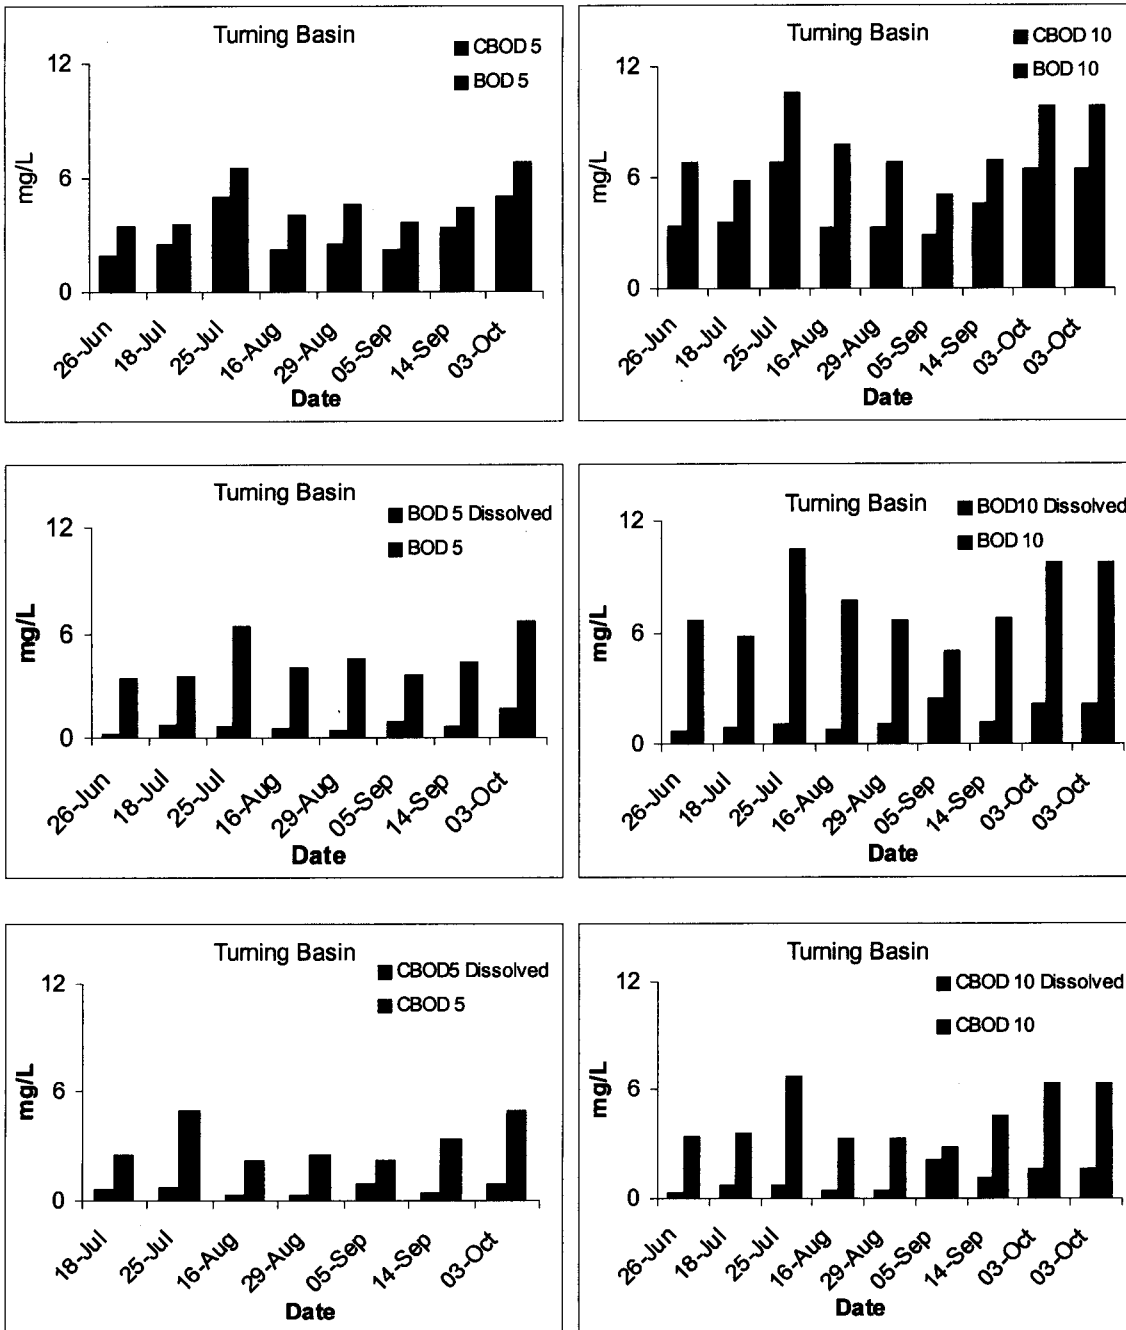 Turning Basin
CBOD 5
BOD 5
12
6
0
mg/L
26-Jun
18-Jul
25-Jul
16-Aug
29-Aug
05-Sep
14-Sep
03-Oct
Date
Turning Basin
CBOD 10
BOD 10
12
6
0
mg/L
26-Jun
18-Jul
25-Jul
16-Aug
29-Aug
05-Sep
14-Sep
03-Oct
03-Oct
Date
Turning Basin
BOD 5 Dissolved
BOD 5
12
6
0
mg/L
26-Jun
18-Jul
25-Jul
16-Aug
29-Aug
05-Sep
14-Sep
03-Oct
Date
Turning Basin
BOD10 Dissolved
BOD 10
12
6
0
mg/L
26-Jun
18-Jul
25-Jul
16-Aug
29-Aug
05-Sep
14-Sep
03-Oct
03-Oct
Date
Turning Basin
CBOD5 Dissolved
CBOD 5
12
6
0
mg/L
18-Jul
25-Jul
16-Aug
29-Aug
05-Sep
14-Sep
03-Oct
Date
Turning Basin
CBOD 10 Dissolved
CBOD 10
12
6
0
mg/L
26-Jun
18-Jul
25-Jul
16-Aug
29-Aug
05-Sep
14-Sep
03-Oct
03-Oct
Date